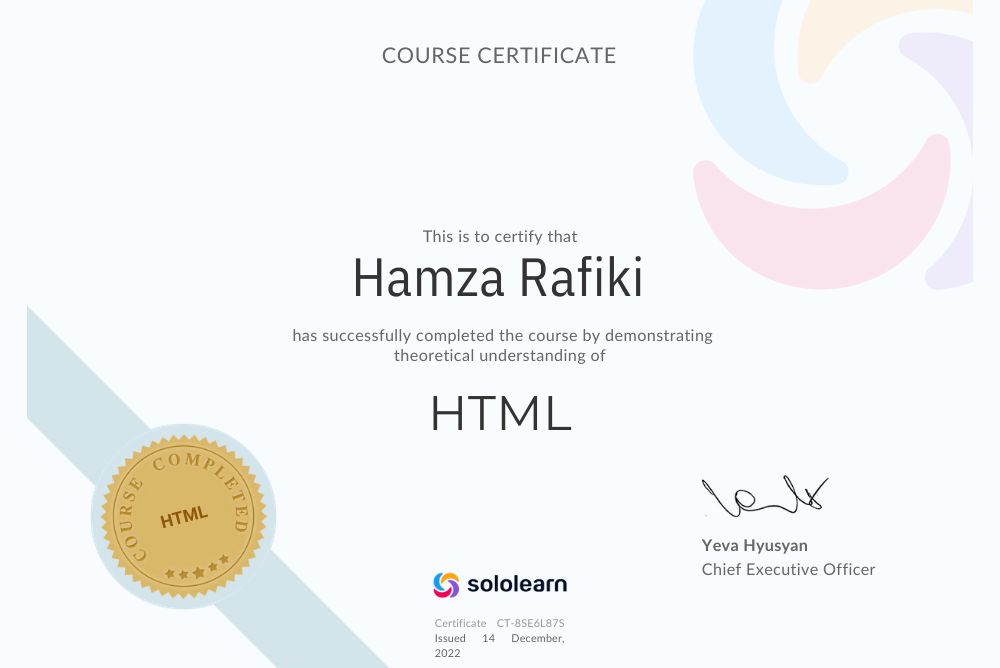 COURSE CERTIFICATE
This is to certify that
Hamza Rafiki
has successfully completed the course by demonstrating
theoretical understanding of
HTML
COURSE COMPLETED
HTML
Yeva Hyusyan
Chief Executive Officer
sololearn
Certificate CT-8SE6L87S
Issued 14 December,
2022